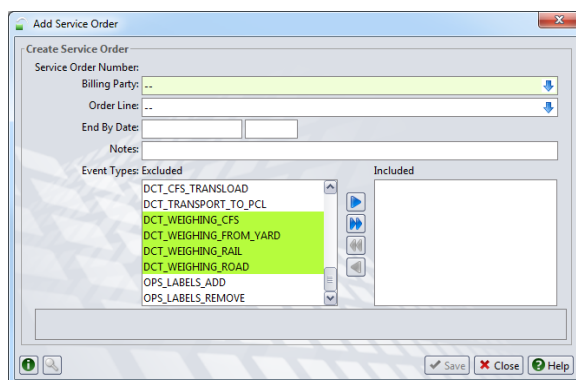 Add Service Order
Create Service Order
Service Order Number:
Billing Party: --
Order Line: --
End By Date:
Notes:
Event Types: Excluded
Included
DCT_CFS_TRANSLOAD
DCT_TRANSPORT_TO_PCL
DCT_WEIGHING_CFS
DCT_WEIGHING_FROM_YARD
DCT_WEIGHING_RAIL
DCT_WEIGHING_ROAD
OPS_LABELS_ADD
OPS_LABELS_REMOVE
Save
Close
Help